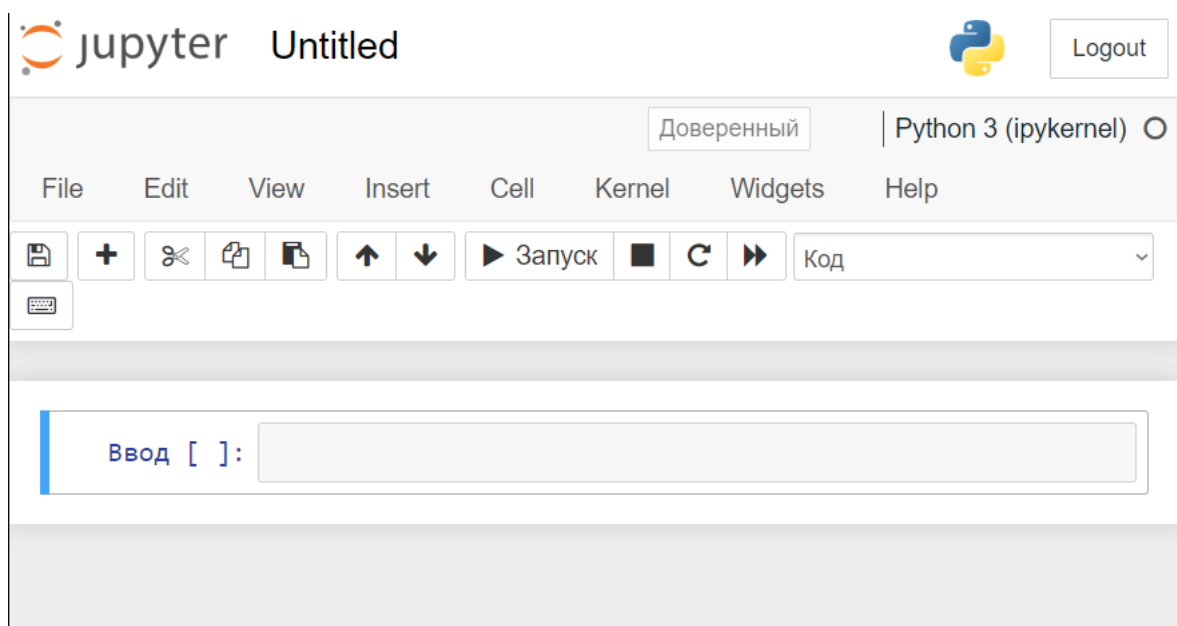 jupyter Untitled Logout
Доверенный Python 3 (ipykernel)
File Edit View Insert Cell Kernel Widgets Help
Запуск Код
Ввод [ ]: